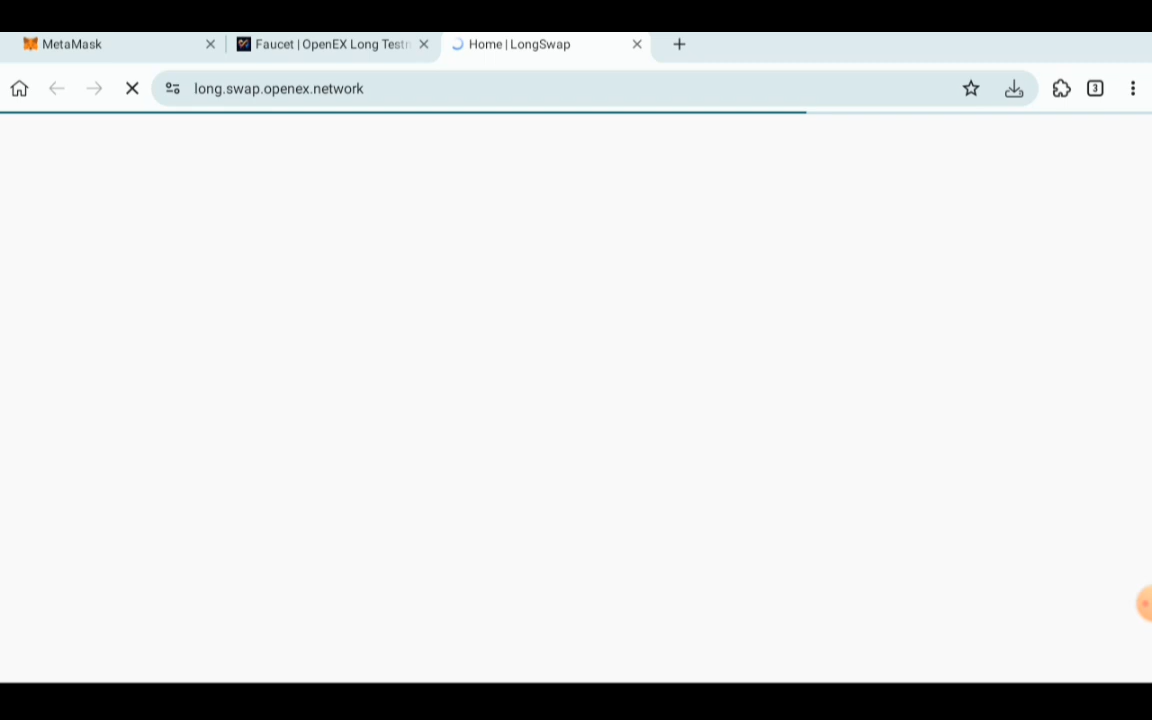 MetaMask
Faucet | OpenEX Long Testn
Home | LongSwap
long.swap.openex.network
3